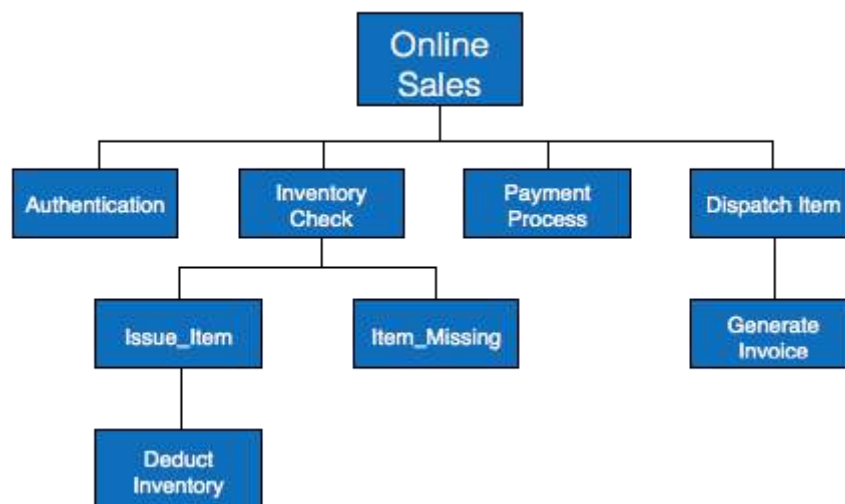 Online
Sales
Authentication
Inventory
Check
Payment
Process
Dispatch Item
Issue_Item
Item_Missing
Generate
Invoice
Deduct
Inventory